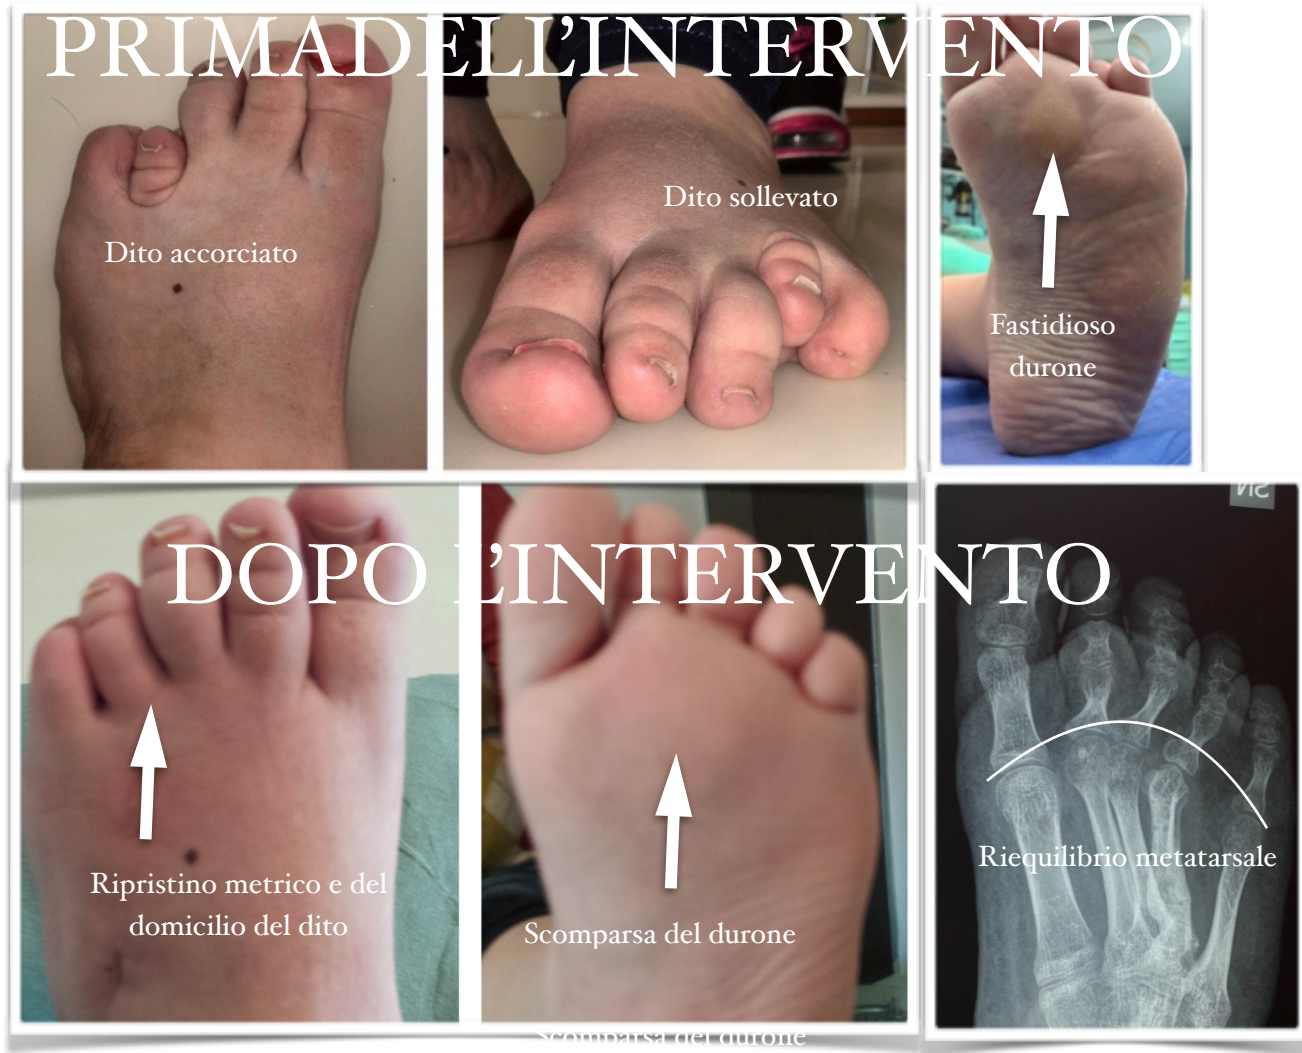 PRIMADELL'INTERVENTO
Dito accorciato
Dito sollevato
Fastidioso
durone
DOPO L'INTERVENTO
Ripristino metrico e del
domicilio del dito
Scomparsa del durone
Riequilibrio metatarsale
SN
Scomparsa del durone